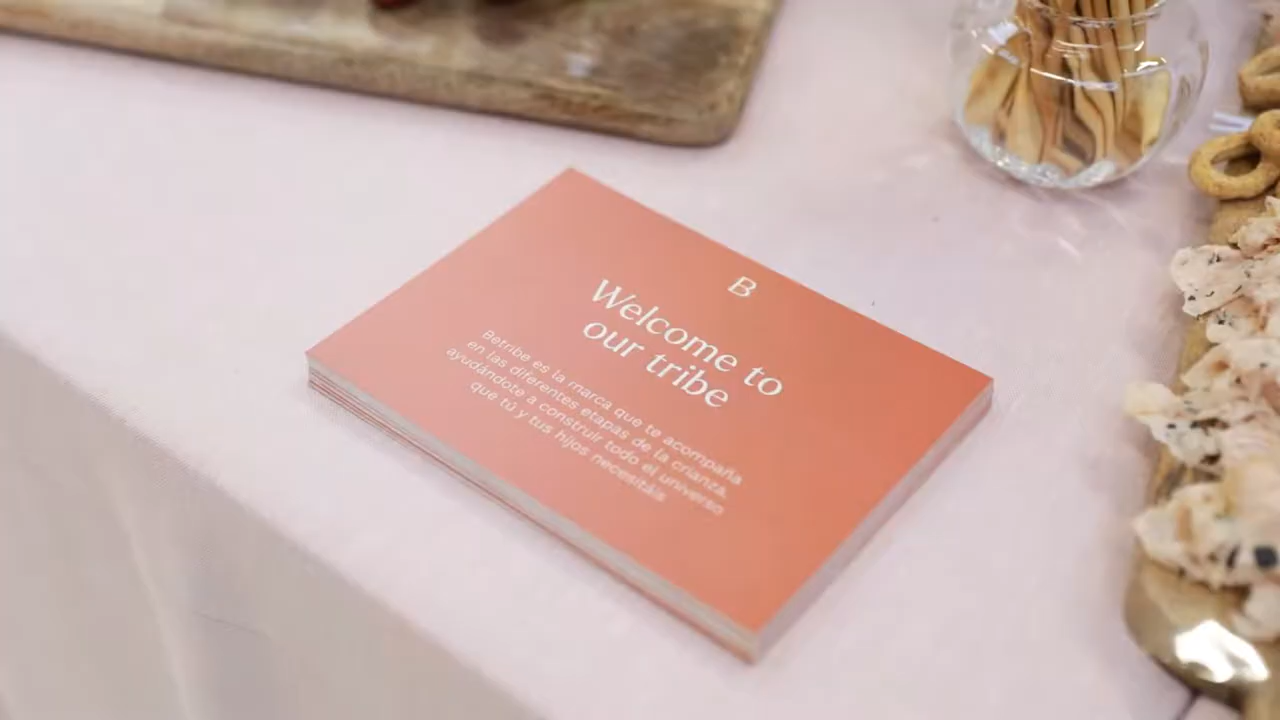 B
Welcome to
our tribe
Betribe es la marca que te acompaña
en las diferentes etapas de la crianza,
ayudándote a construir todo el universo
que tú y tus hijos necesitáis